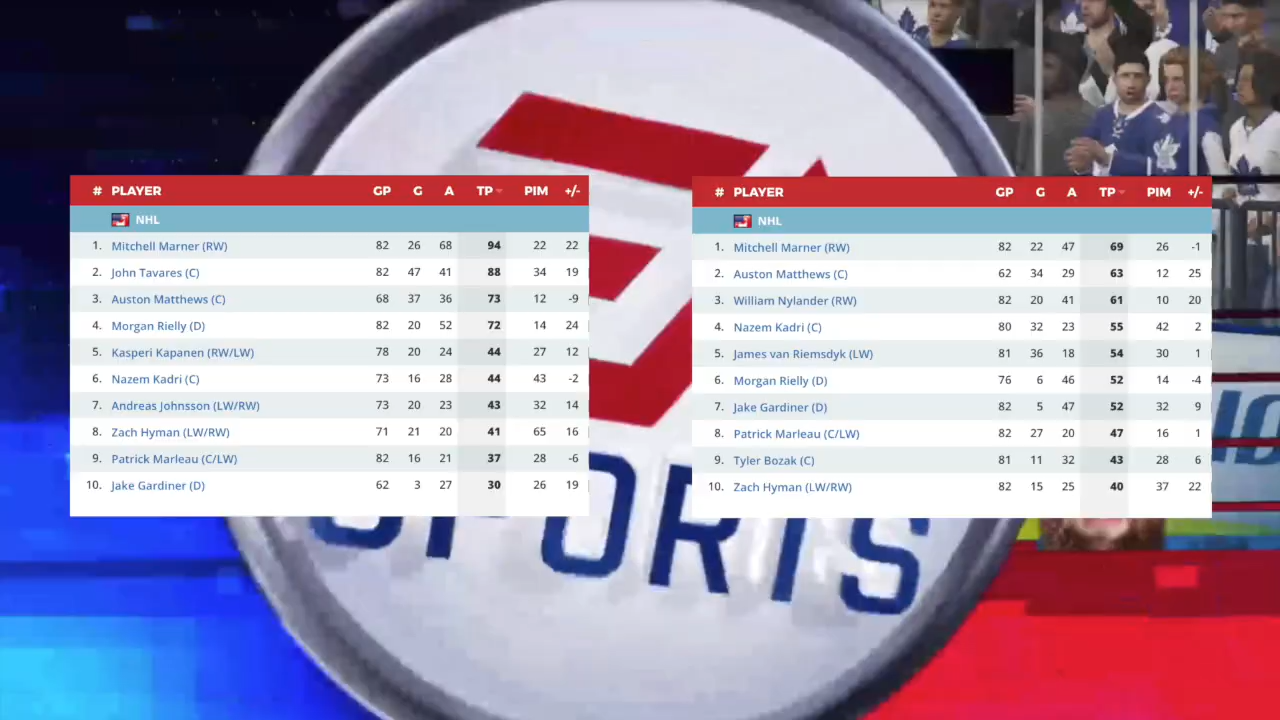 # PLAYER GP G A TP PIM +/-
NHL
1. Mitchell Marner (RW) 82 26 68 94 22 22
2. John Tavares (C) 82 47 41 88 34 19
3. Auston Matthews (C) 68 37 36 73 12 -9
4. Morgan Rielly (D) 82 20 52 72 14 24
5. Kasperi Kapanen (RW/LW) 78 20 24 44 27 12
6. Nazem Kadri (C) 73 16 28 44 43 -2
7. Andreas Johnsson (LW/RW) 73 20 23 43 32 14
8. Zach Hyman (LW/RW) 71 21 20 41 65 16
9. Patrick Marleau (C/LW) 82 16 21 37 28 -6
10. Jake Gardiner (D) 62 3 27 30 26 19
# PLAYER GP G A TP PIM +/-
NHL
1. Mitchell Marner (RW) 82 22 47 69 26 -1
2. Auston Matthews (C) 62 34 29 63 12 25
3. William Nylander (RW) 82 20 41 61 10 20
4. Nazem Kadri (C) 80 32 23 55 42 2
5. James van Riemsdyk (LW) 81 36 18 54 30 1
6. Morgan Rielly (D) 76 6 46 52 14 -4
7. Jake Gardiner (D) 82 5 47 52 32 9
8. Patrick Marleau (C/LW) 82 27 20 47 16 1
9. Tyler Bozak (C) 81 11 32 43 28 6
10. Zach Hyman (LW/RW) 82 15 25 40 37 22
SPORTS